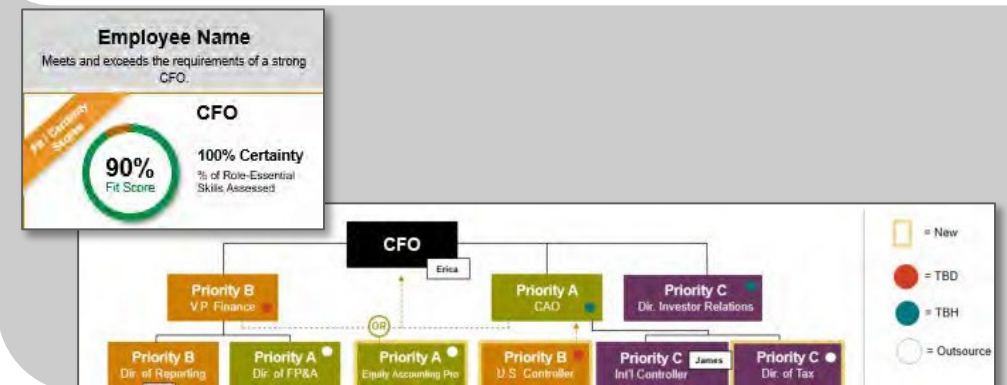 Employee Name
Meets and exceeds the requirements of a strong
CFO.
Fit / Certainty
Scores
CFO
90%
Fit Score
100% Certainty
% of Role-Essential
Skills Assessed
CFO
Erica
Priority B
V.P. Finance
Priority A
CAO
Priority C
Dir. Investor Relations
OR
Priority B
Dir. of Reporting
Priority A
Dir. of FP&A
Priority A
Equity Accounting Pro
Priority B
U.S. Controller
Priority C
Int'l Controller
James
Priority C
Dir. of Tax
= New
= TBD
= TBH
= Outsource